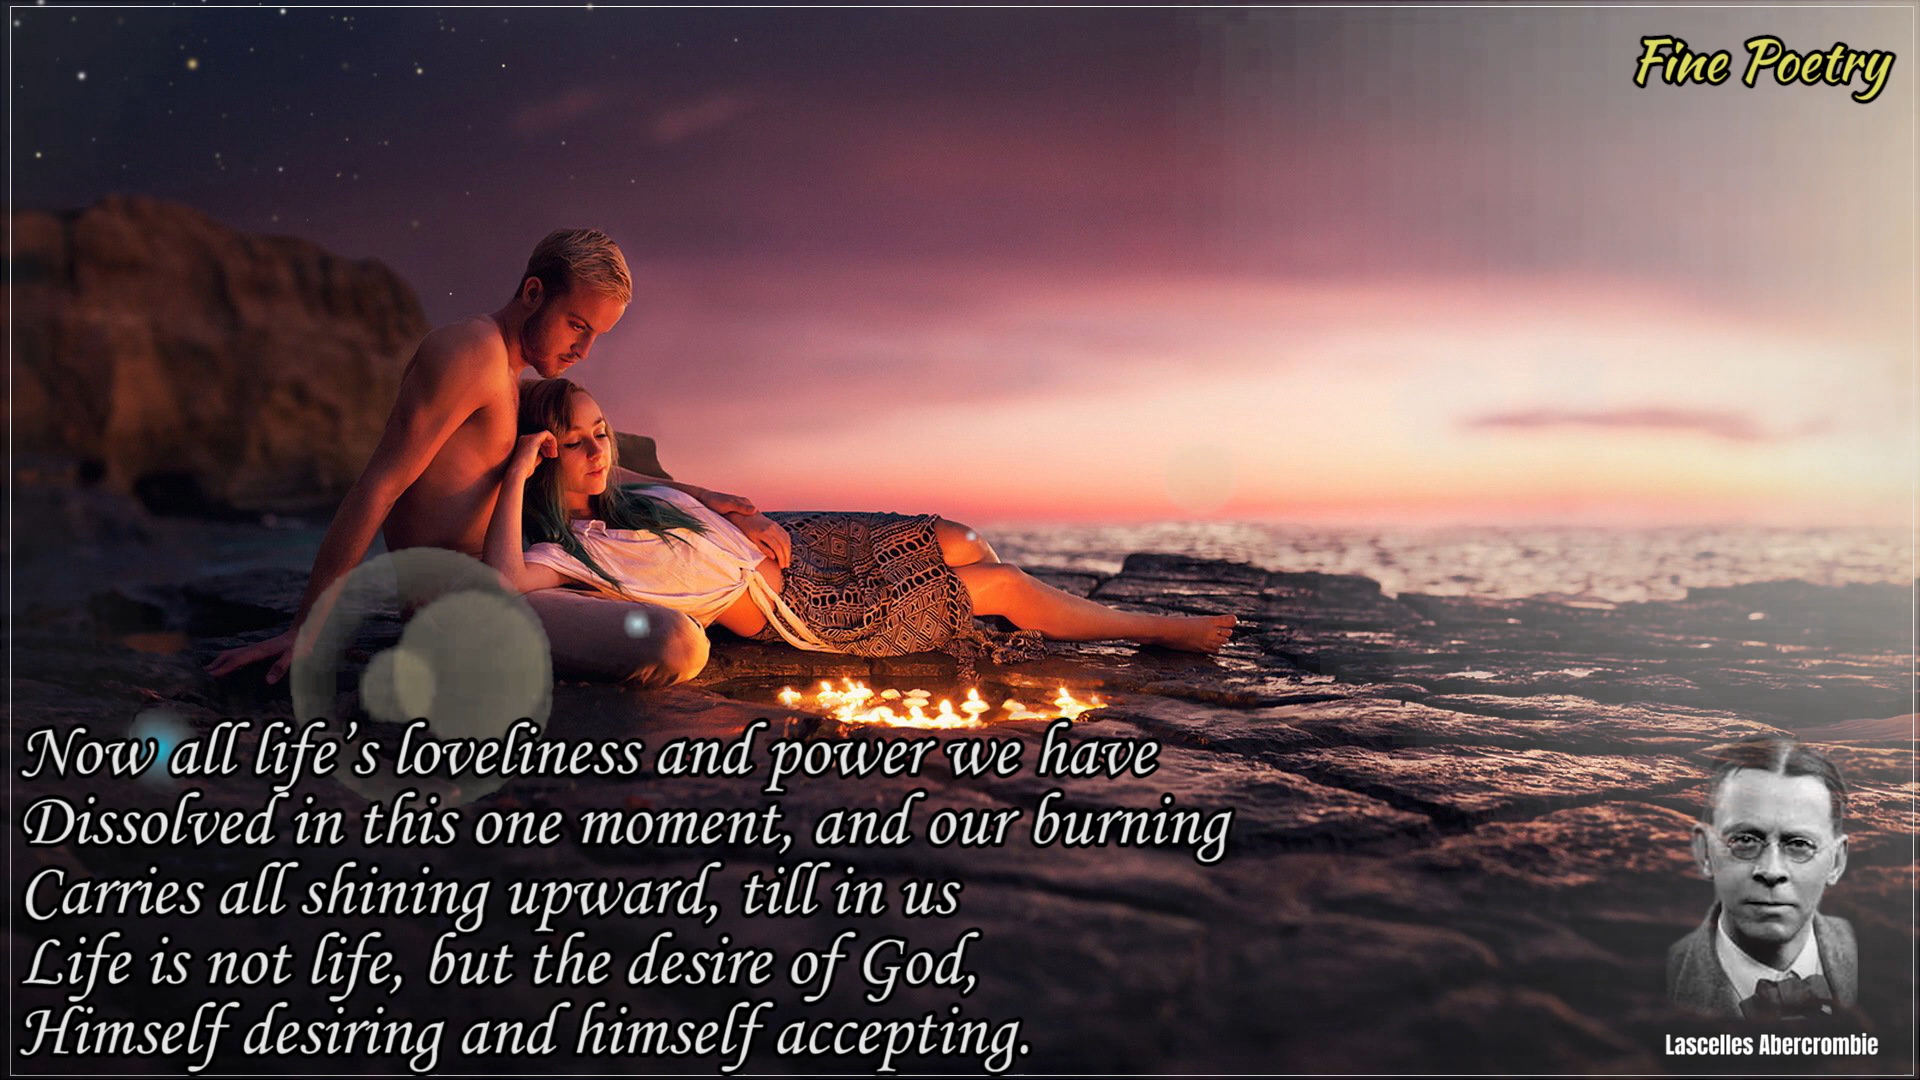 Fine Poetry
Now all life’s loveliness and power we have
Dissolved in this one moment, and our burning
Carries all shining upward, till in us
Life is not life, but the desire of God,
Himself desiring and himself accepting.
Lascelles Abercrombie